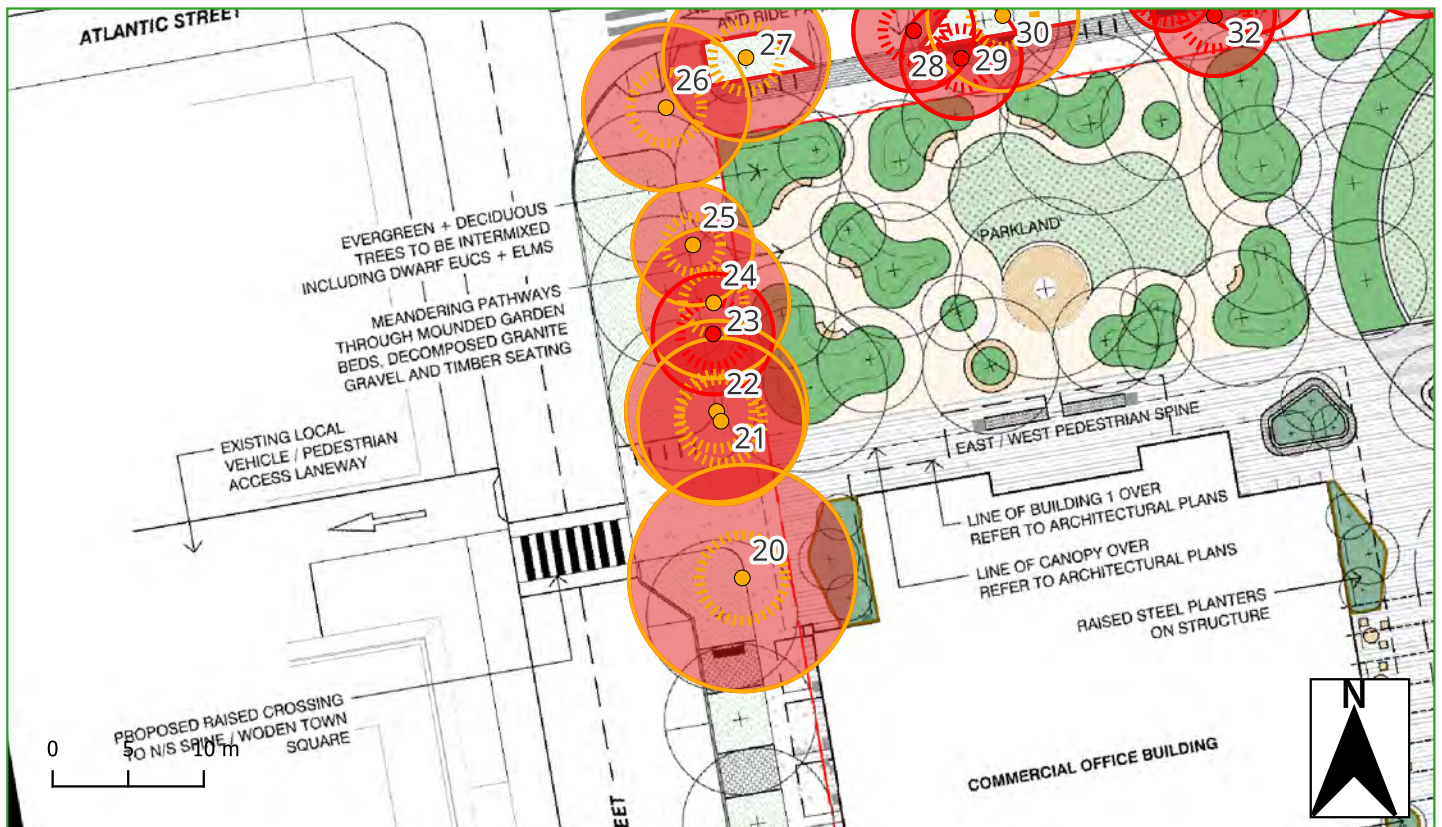 ATLANTIC STREET
AND RIDE
27
26
28
29
30
32
25
24
23
22
21
20
EVERGREEN + DECIDUOUS
TREES TO BE INTERMIXED
INCLUDING DWARF EUCS + ELMS
MEANDERING PATHWAYS
THROUGH MOUNDED GARDEN
BEDS, DECOMPOSED GRANITE
GRAVEL AND TIMBER SEATING
PARKLAND
EXISTING LOCAL
VEHICLE / PEDESTRIAN
ACCESS LANEWAY
EAST / WEST PEDESTRIAN SPINE
LINE OF BUILDING 1 OVER
REFER TO ARCHITECTURAL PLANS
LINE OF CANOPY OVER
REFER TO ARCHITECTURAL PLANS
RAISED STEEL PLANTERS
ON STRUCTURE
PROPOSED RAISED CROSSING
TO N/S SPINE / WODEN TOWN
SQUARE
0 5 10 m
COMMERCIAL OFFICE BUILDING
N